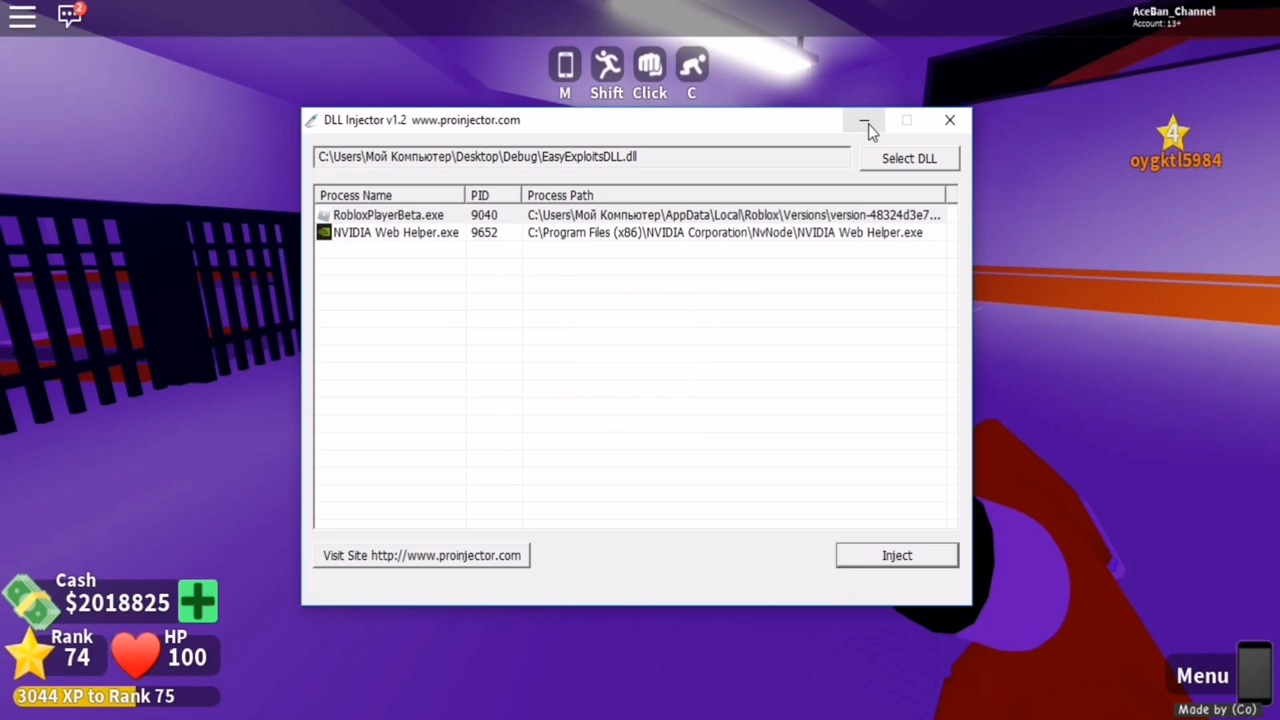 2
AceBan_Channel
Account: 13+
M Shift Click C
DLL Injector v1.2 www.proinjector.com
C:\Users\Мой Компьютер\Desktop\Debug\EasyExploitsDLL.dll
Select DLL
4
oygktl5984
Process Name PID Process Path
RobloxPlayerBeta.exe 9040 C:\Users\Мой Компьютер\AppData\Local\Roblox\Versions\version-48324d3e7...
NVIDIA Web Helper.exe 9652 C:\Program Files (x86)\NVIDIA Corporation\NvNode\NVIDIA Web Helper.exe
Visit Site http://www.proinjector.com
Inject
Cash
$2018825
Rank
74
HP
100
3044 XP to Rank 75
Menu
Made by (Co)